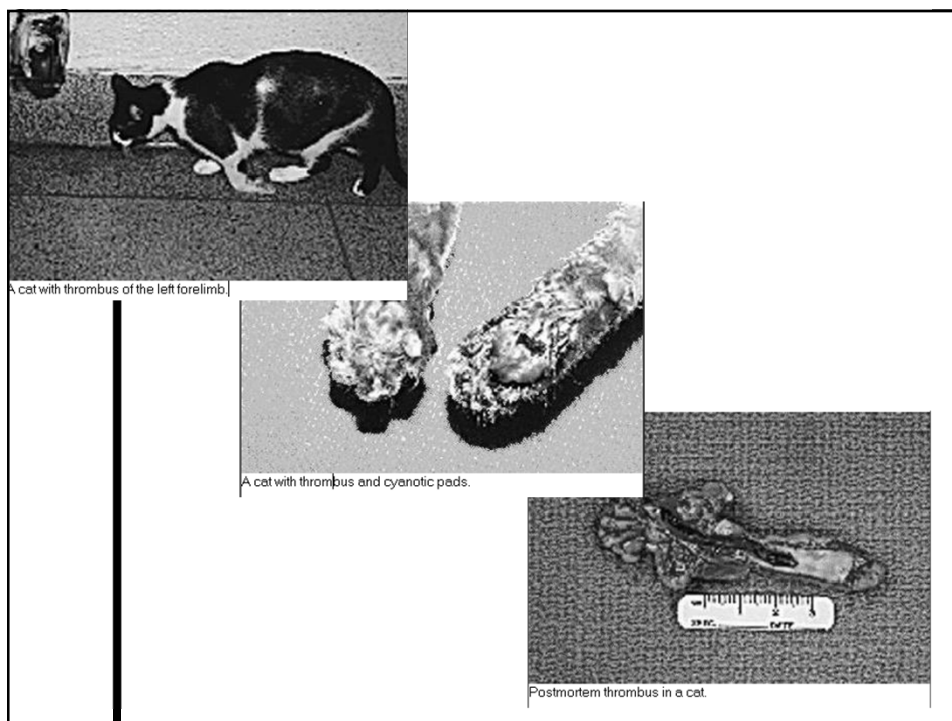 A cat with thrombus of the left forelimb.
A cat with thrombus and cyanotic pads.
Postmortem thrombus in a cat.